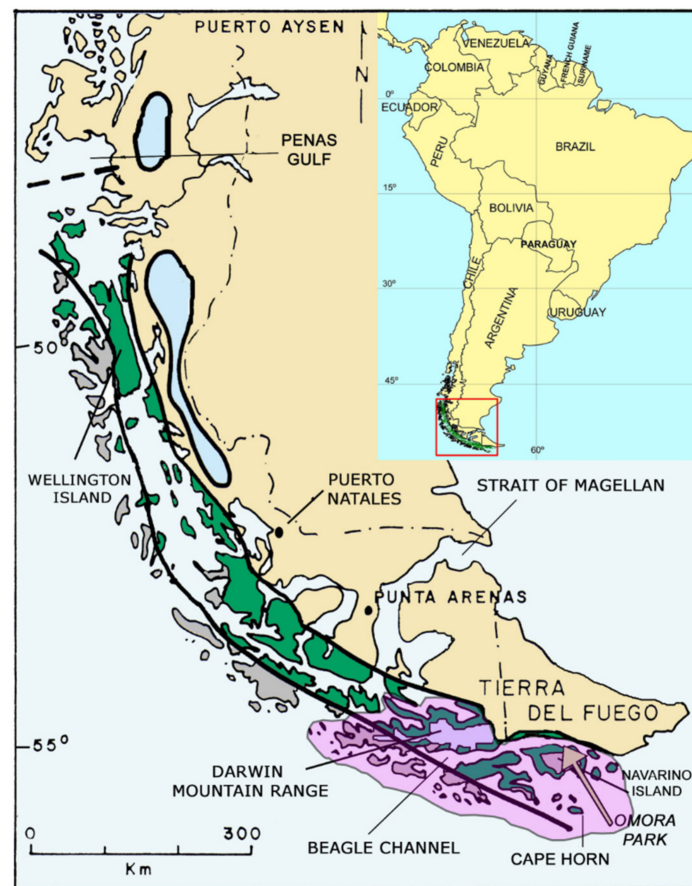 PUERTO AYSEN
N
PENAS
GULF
50
WELLINGTON
ISLAND
PUERTO
NATALES
STRAIT OF MAGELLAN
PUNTA ARENAS
TIERRA
DEL FUEGO
55°
DARWIN
MOUNTAIN RANGE
NAVARINO
ISLAND
OMORA
PARK
BEAGLE CHANNEL
CAPE HORN
0
300
Km
VENEZUELA
COLOMBIA
GUYANA
FRENCH GUIANA
SURINAME
0°
ECUADOR
PERU
BRAZIL
15°
BOLIVIA
PARAGUAY
CHILE
30°
ARGENTINA
URUGUAY
45°
60°